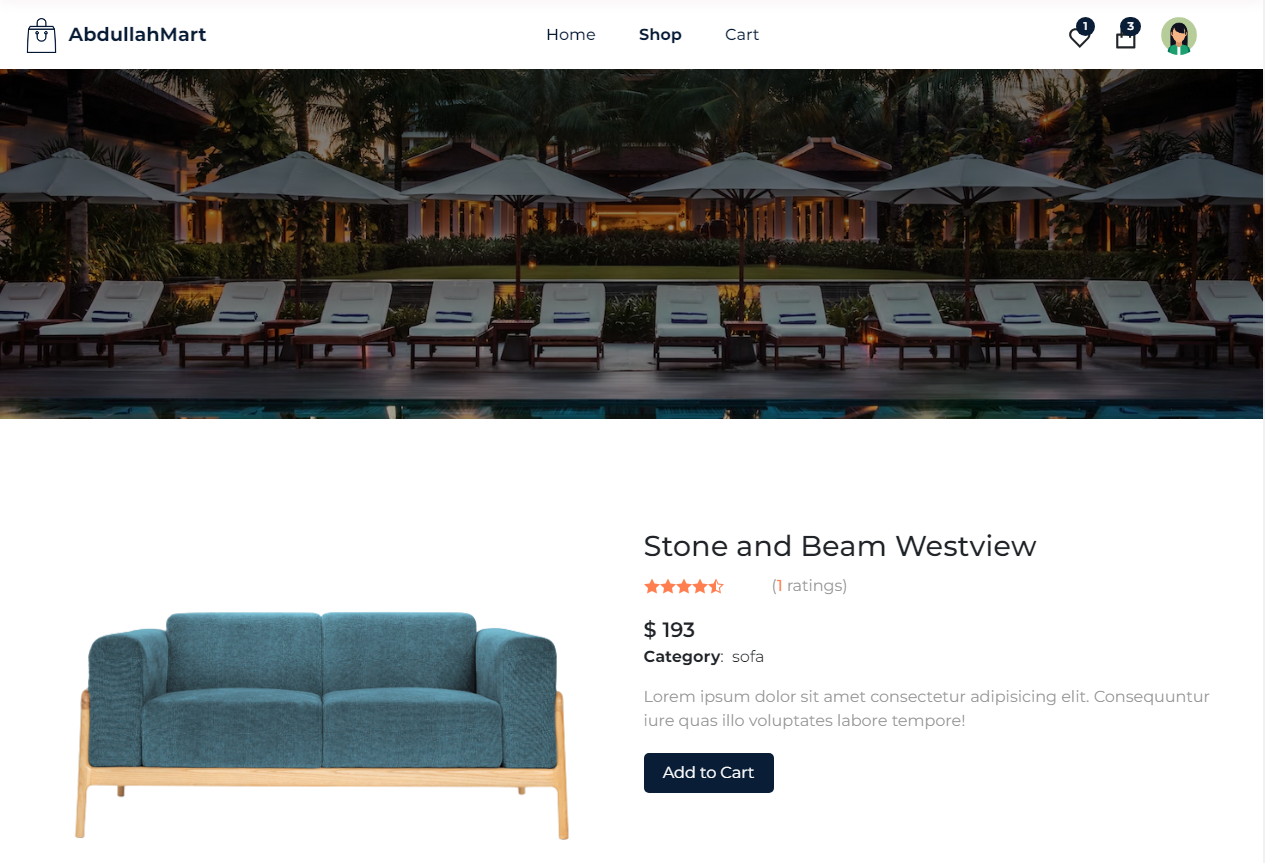 AbdullahMart
Home Shop Cart
1 3
Stone and Beam Westview
(1 ratings)
$ 193
Category: sofa
Lorem ipsum dolor sit amet consectetur adipisicing elit. Consequuntur
iure quas illo voluptates labore tempore!
Add to Cart